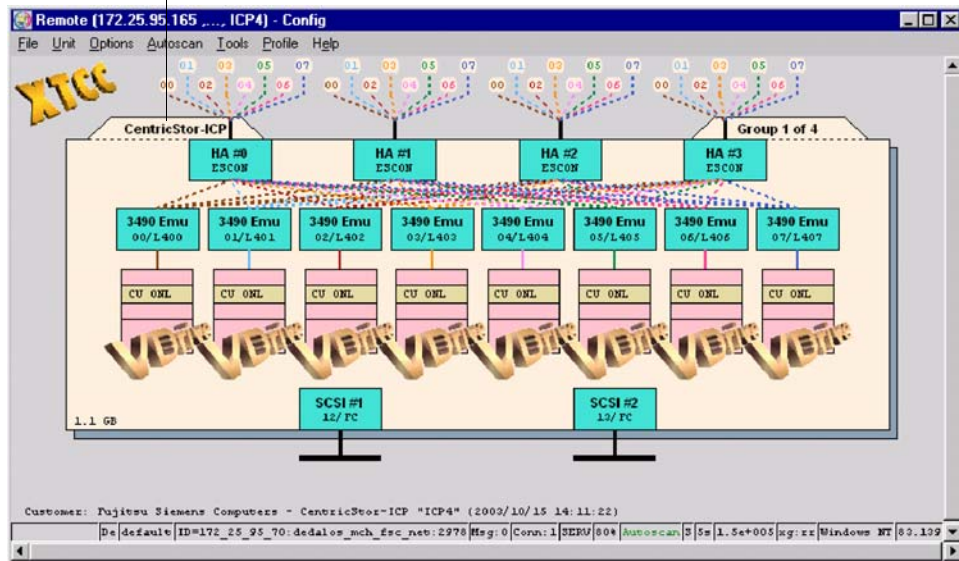 Remote (172.25.95.165 ,..., ICP4) - Config
File Unit Options Autoscan Tools Profile Help
XTCC
01 03 05 07 01 03 05 07 01 03 05 07 01 03 05 07
00 02 04 06 00 02 04 06 00 02 04 06 00 02 04 06
CentricStor-ICP Group 1 of 4
HA #0 HA #1 HA #2 HA #3
ESCON ESCON ESCON ESCON
3490 Emu 3490 Emu 3490 Emu 3490 Emu 3490 Emu 3490 Emu 3490 Emu 3490 Emu
00/L400 01/L401 02/L402 03/L403 04/L404 05/L405 06/L406 07/L407
CU ONL CU ONL CU ONL CU ONL CU ONL CU ONL CU ONL CU ONL
SCSI #1 SCSI #2
12/FC 13/FC
1.1 GB
Customer: Fujitsu Siemens Computers - CentricStor-ICP "ICP4" (2003/10/15 14:11:22)
De default ID=172_25_95_70:dedalos_mch_fsc_net:2978 Msg:0 Conn:1 SERV 80% Autoscan S 5s 1.5e+005 xg:rr Windows NT 83.139